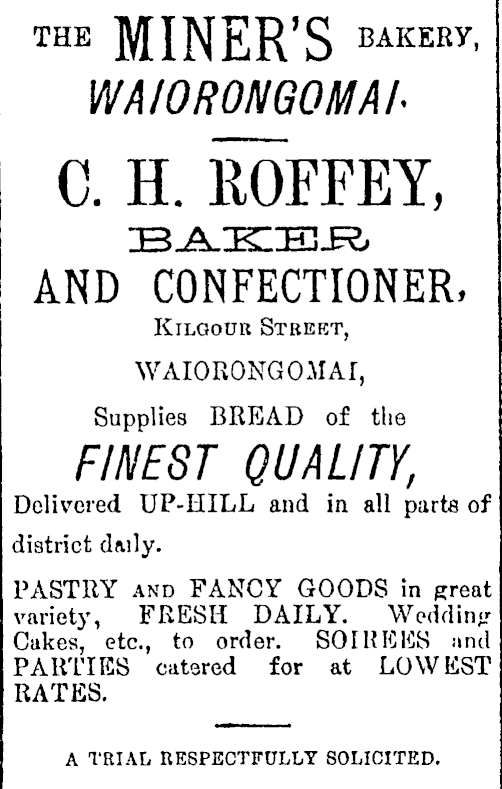 THE MINER'S BAKERY,
WAIORONGOMAI.
C. H. ROFFEY,
BAKER
AND CONFECTIONER,
KILGOUR STREET,
WAIORONGOMAI,
Supplies BREAD of the
FINEST QUALITY,
Delivered UP-HILL and in all parts of
district daily.
PASTRY AND FANCY GOODS in great
variety, FRESH DAILY. Wedding
Cakes, etc., to order. SOIREES and
PARTIES catered for at LOWEST
RATES.
A TRIAL RESPECTFULLY SOLICITED.